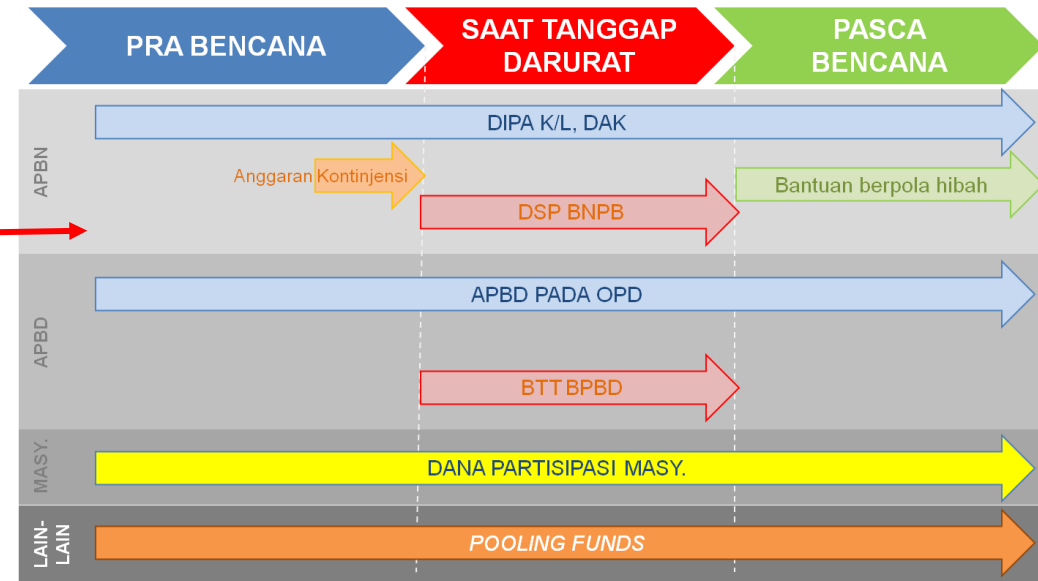 PRA BENCANA
SAAT TANGGAP
DARURAT
PASCA
BENCANA
APBN
DIPA K/L, DAK
Anggaran Kontinjensi
DSP BNPB
Bantuan berpola hibah
APBD
APBD PADA OPD
BTT BPBD
MASY.
DANA PARTISIPASI MASY.
LAIN-
LAIN
POOLING FUNDS